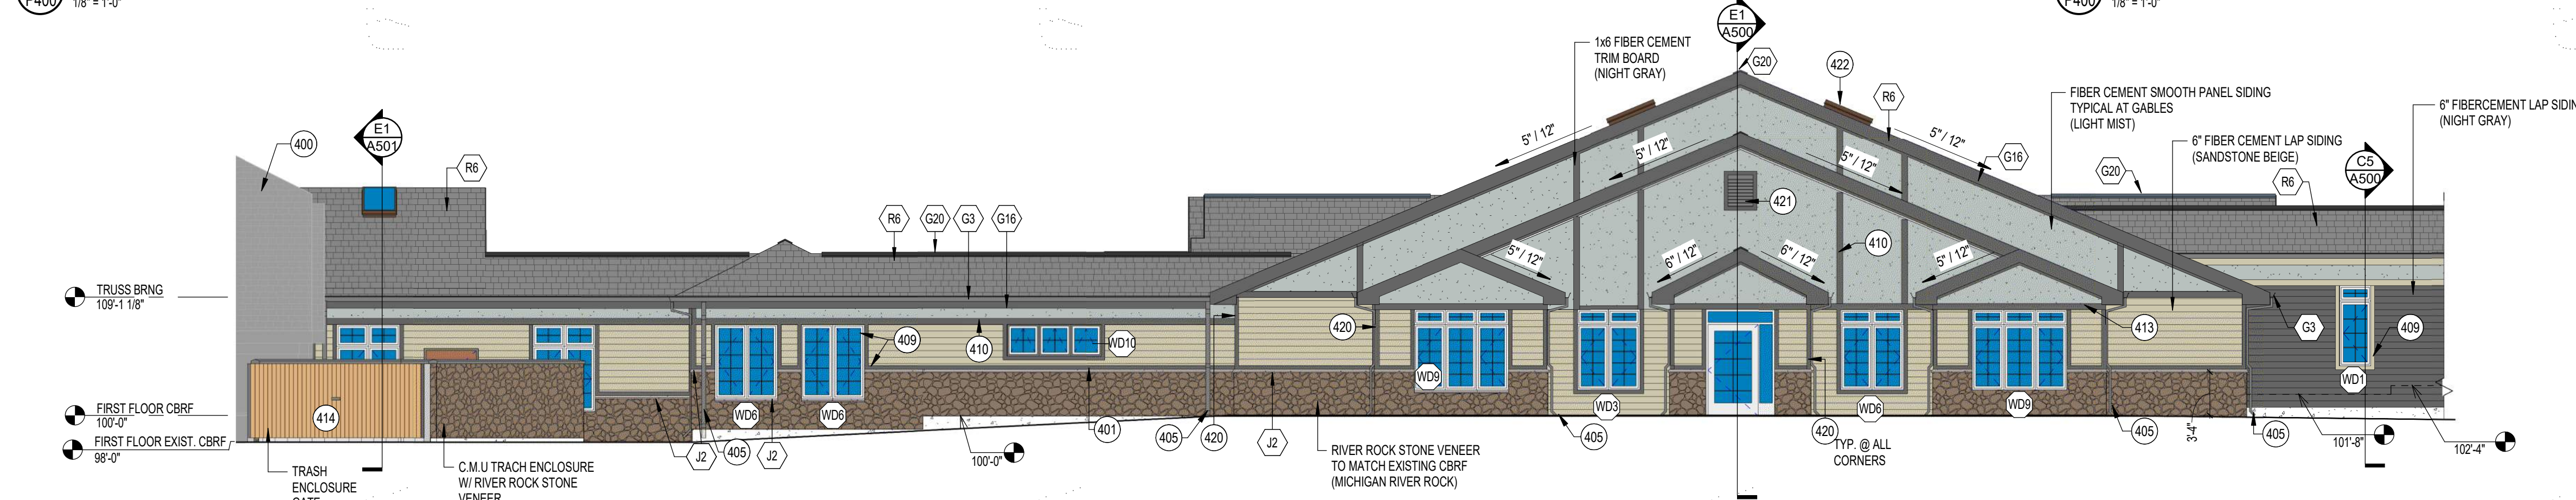 P400
1/8" = 1'-0"
P400
1/8" = 1'-0"
E1
A500
G20
422
1x6 FIBER CEMENT
TRIM BOARD
(NIGHT GRAY)
R6
FIBER CEMENT SMOOTH PANEL SIDING
TYPICAL AT GABLES
(LIGHT MIST)
6" FIBERCEMENT LAP SIDIN
(NIGHT GRAY)
6" FIBER CEMENT LAP SIDING
(SANDSTONE BEIGE)
E1
A501
400
R6
5" / 12"
5" / 12"
5" / 12"
5" / 12"
G16
C5
A500
G20
R6
R6
G20
G3
G16
421
410
5" / 12"
6" / 12"
6" / 12"
5" / 12"
TRUSS BRNG
109'-1 1/8"
409
410
WD10
420
420
413
G3
409
WD9
WD1
FIRST FLOOR CBRF
100'-0"
414
WD6
WD6
WD3
WD6
WD9
3'-4"
FIRST FLOOR EXIST. CBRF
98'-0"
J2
405
J2
100'-0"
401
405
420
J2
405
420
TYP. @ ALL
CORNERS
405
405
101'-8"
102'-4"
TRASH
ENCLOSURE
GATE
C.M.U TRACH ENCLOSURE
W/ RIVER ROCK STONE
VENEER
RIVER ROCK STONE VENEER
TO MATCH EXISTING CBRF
(MICHIGAN RIVER ROCK)